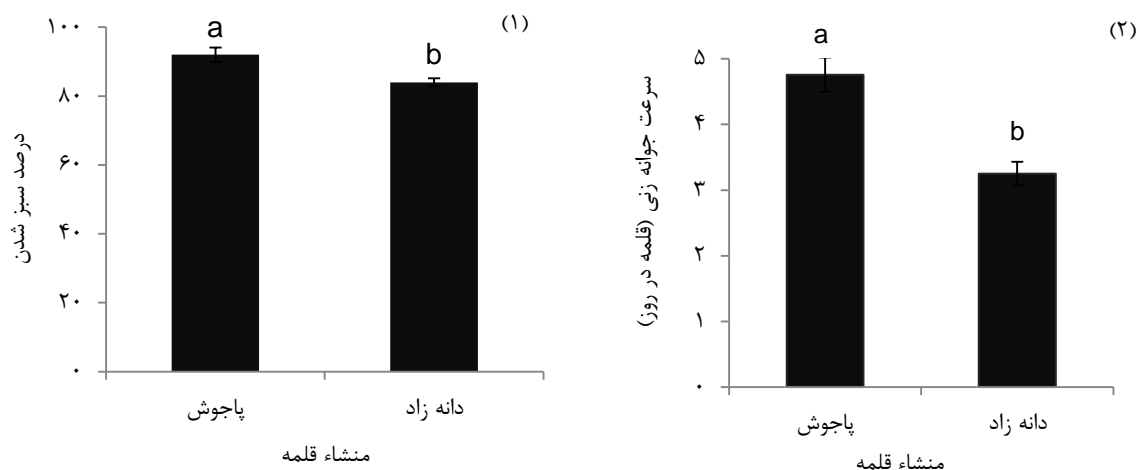 (۱)
درصد سبز شدن
۱۰۰
۸۰
۶۰
۴۰
۲۰
۰
a
b
پاجوش
دانه زاد
منشاء قلمه
(۲)
سرعت جوانه زنی (قلمه در روز)
۵
۴
۳
۲
۱
۰
a
b
پاجوش
دانه زاد
منشاء قلمه